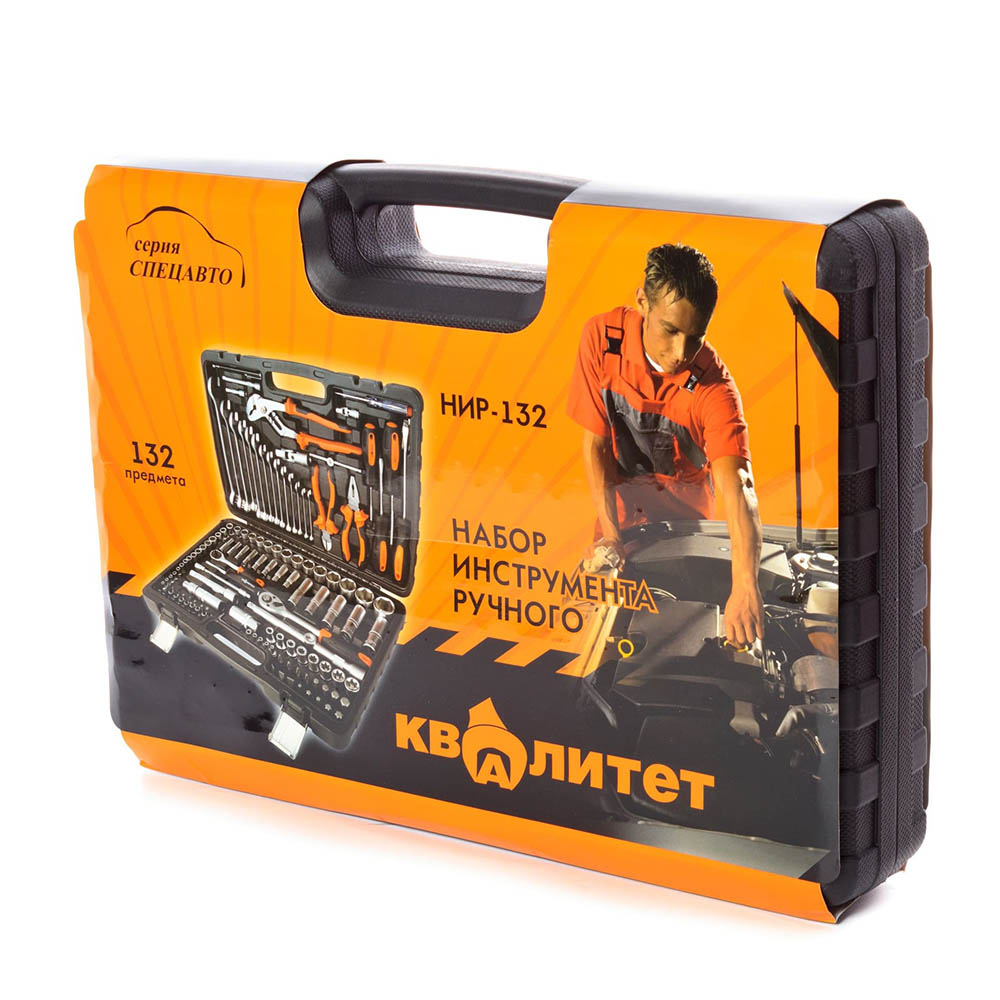 серия
СПЕЦАВТО
НИР-132
132
предмета
НАБОР
ИНСТРУМЕНТА
РУЧНОГО
КВАЛИТЕТ